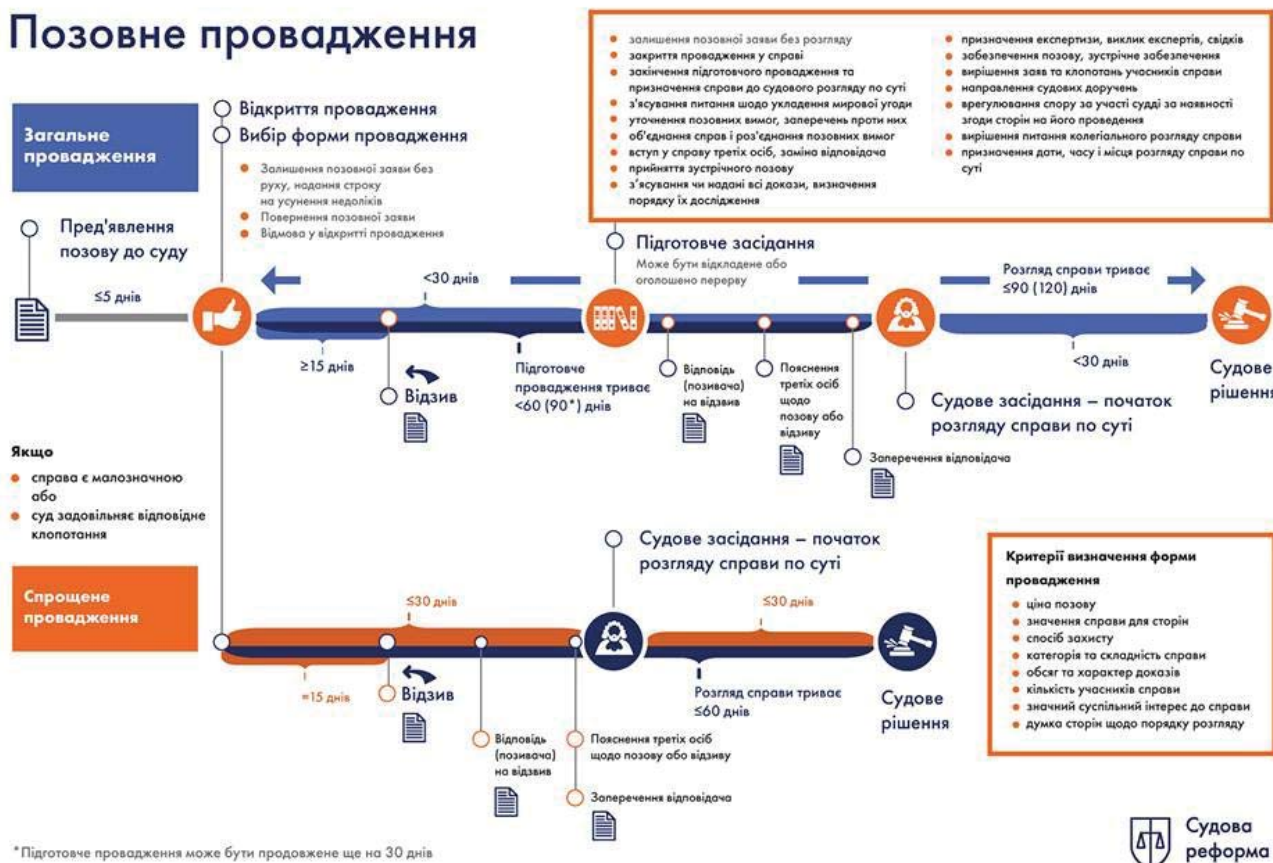 Позовне провадження
Загальне
провадження
Відкриття провадження
Вибір форми провадження
Залишення позовної заяви без
руху, надання строку
на усунення недоліків
Повернення позовної заяви
Відмова у відкритті провадження
залишення позовної заяви без розгляду
закриття провадження у справі
закінчення підготовчого провадження та
призначення справи до судового розгляду по суті
з'ясування питання щодо укладення мирової угоди
уточнення позовних вимог, заперечень проти них
об'єднання справ і роз'єднання позовних вимог
вступ у справу третіх осіб, заміна відповідача
прийняття зустрічного позову
з'ясування чи надані всі докази, визначення
порядку їх дослідження
призначення експертизи, виклик експертів, свідків
забезпечення позову, зустрічне забезпечення
вирішення заяв та клопотань учасників справи
направлення судових доручень
врегулювання спору за участі судді за наявності
згоди сторін на його проведення
вирішення питання колегіального розгляду справи
призначення дати, часу і місця розгляду справи по
суті
Пред'явлення
позову до суду
≤5 днів
<30 днів
Підготовче засідання
Може бути відкладене або
оголошено перерву
Розгляд справи триває
≤90 (120) днів
≥15 днів
Відзив
Підготовче
провадження триває
<60 (90*) днів
Відповідь
(позивача)
на відзвив
Пояснення
третіх осіб
щодо
позову або
відзиву
Заперечення відповідача
Судове засідання – початок
розгляду справи по суті
<30 днів
Судове
рішення
Якщо
справа є малозначною
або
суд задовільняє відповідне
клопотання
Спрощене
провадження
Судове засідання – початок
розгляду справи по суті
≤30 днів
≤30 днів
=15 днів
Відзив
Відповідь
(позивача)
на відзвив
Пояснення третіх осіб
щодо позову або відзиву
Заперечення відповідача
Розгляд справи триває
≤60 днів
Судове
рішення
Критерії визначення форми
провадження
ціна позову
значення справи для сторін
спосіб захисту
категорія та складність справи
обсяг та характер доказів
кількість учасників справи
значний суспільний інтерес до справи
думка сторін щодо порядку розгляду
*Підготовче провадження може бути продовжене ще на 30 днів
Судова
реформа